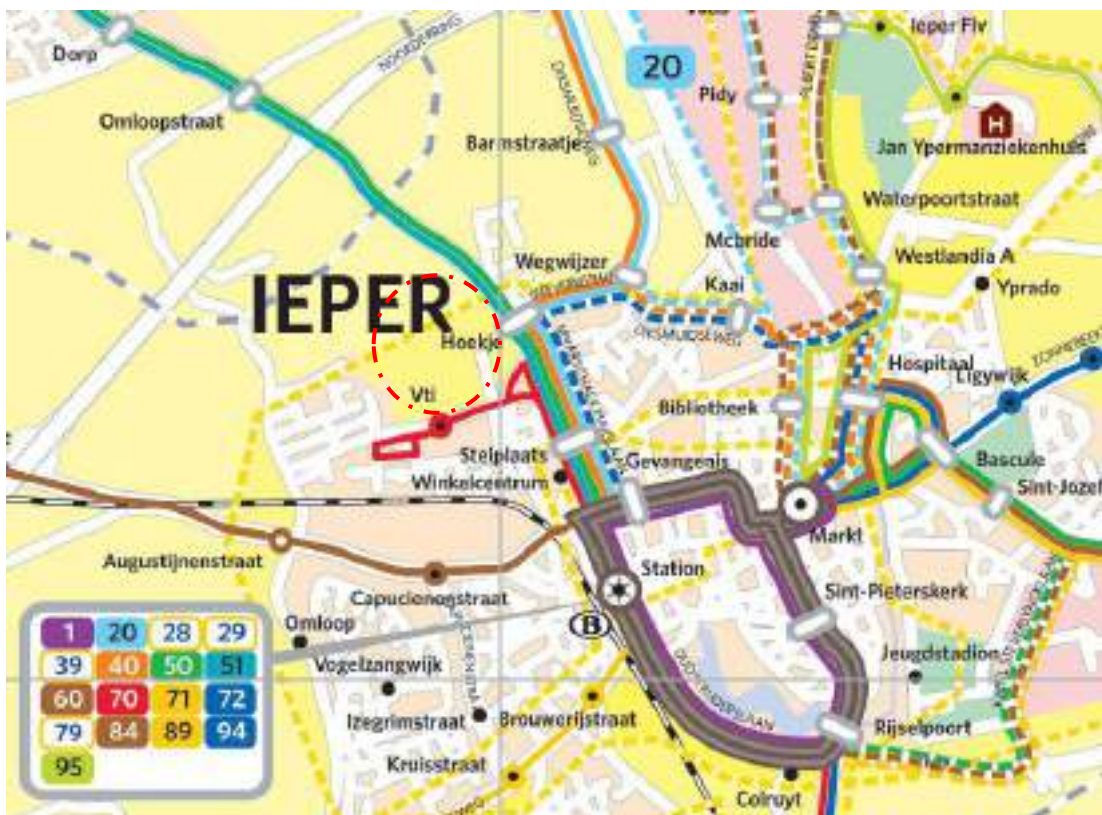 Ieper Flv
Dorp
NOORDERING
20
Pidy
Omloopstraat
Barmstraatje
H
Jan Ypermanziekenhuis
Waterpoortstraat
Mcbride
Wegwijzer
Westlandia A
IEPER
Kaai
Yprado
Hoekje
DIKSMUIDSEWEG
Hospitaal
Ligywijk
Vti
Bibliotheek
Stelplaats
Gevangenis
Bascule
Winkelcentrum
Sint-Jozef
Markt
Augustijnenstraat
Station
Capucienenstraat
Sint-Pieterskerk
B
1 20 28 29
39 40 50 51
60 70 71 72
79 84 89 94
95
Omloop
Vogelzangwijk
Jeugdstadion
Izegrimstraat
Brouwerijstraat
Rijselpoort
Kruisstraat
Colruyt